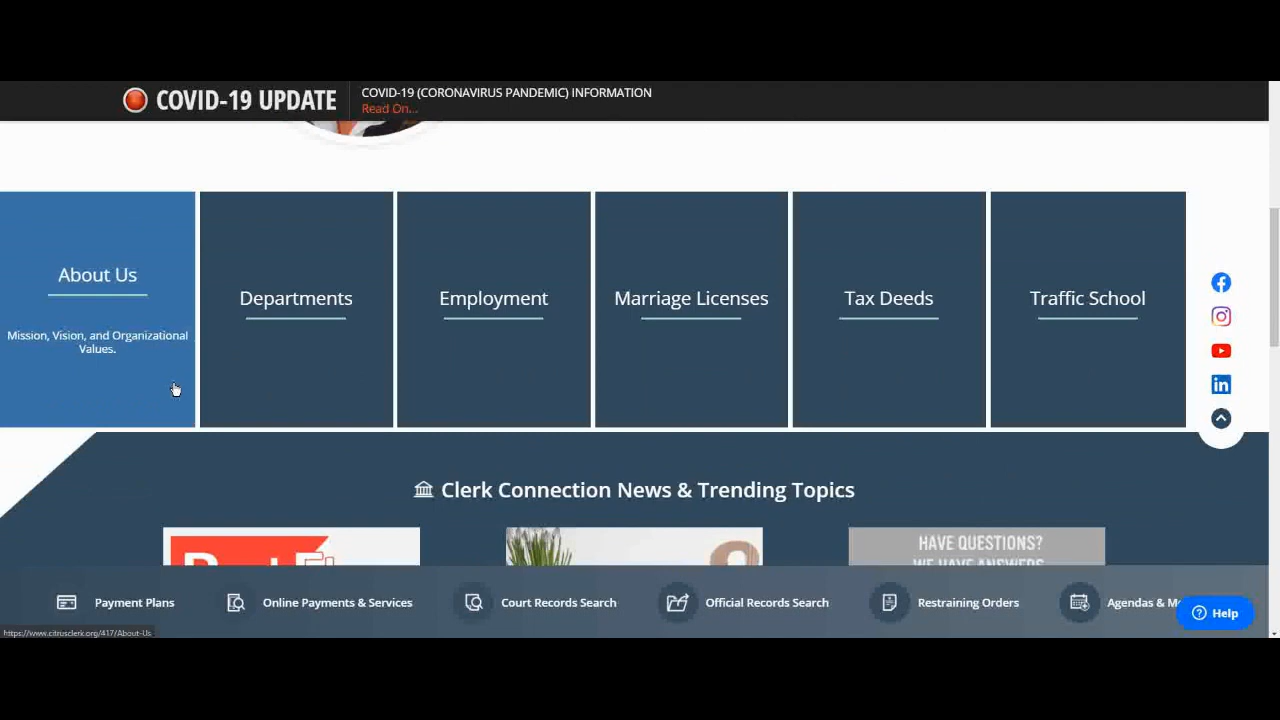 COVID-19 UPDATE
COVID-19 (CORONAVIRUS PANDEMIC) INFORMATION
Read On...
About Us
Mission, Vision, and Organizational
Values.
Departments
Employment
Marriage Licenses
Tax Deeds
Traffic School
Clerk Connection News & Trending Topics
HAVE QUESTIONS?
Payment Plans
Online Payments & Services
Court Records Search
Official Records Search
Restraining Orders
Agendas &
Help
https://www.citrusclerk.org/417/About-Us